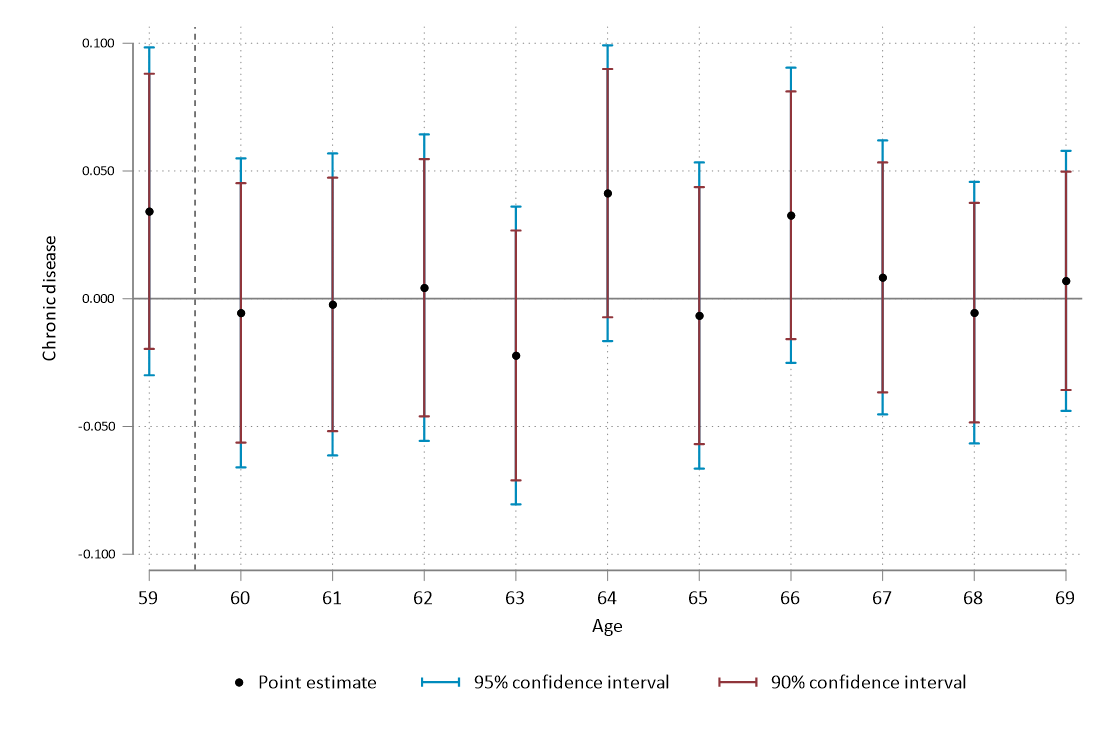 0.100
0.050
0.000
-0.050
-0.100
Chronic disease
59 60 61 62 63 64 65 66 67 68 69
Age
Point estimate 95% confidence interval 90% confidence interval